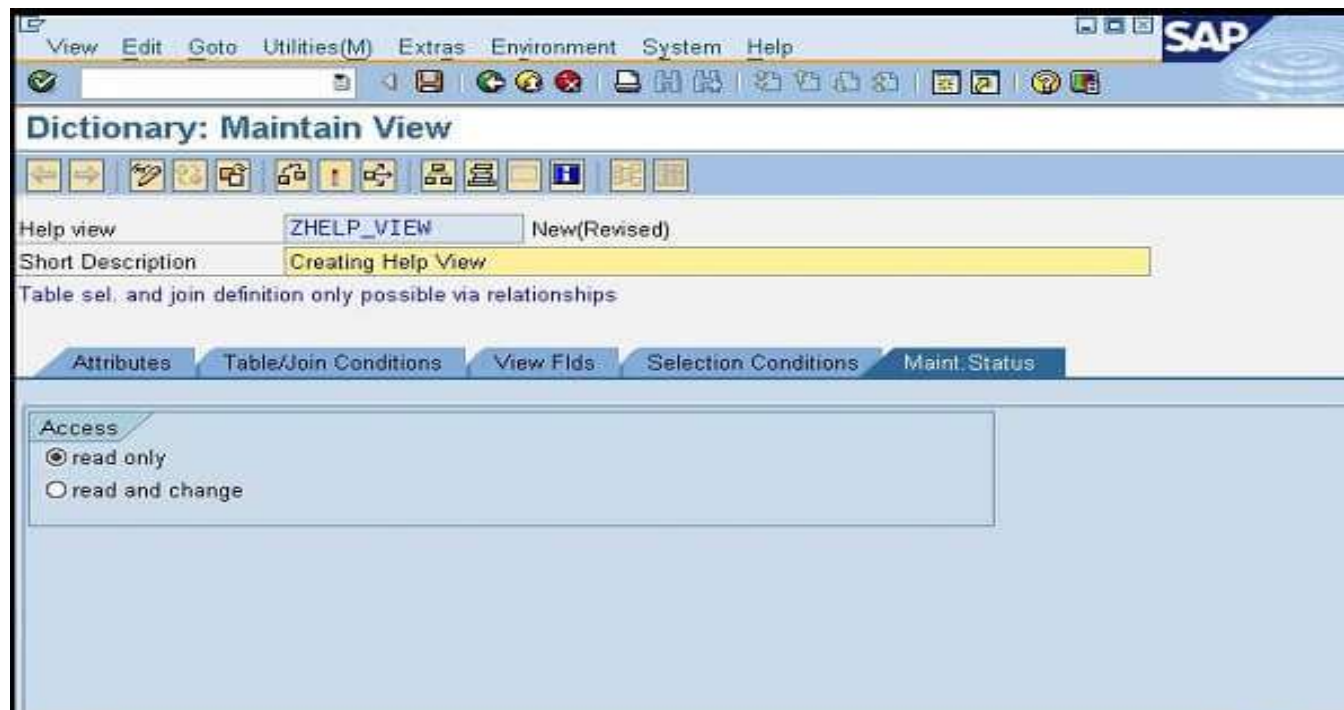 View Edit Goto Utilities(M) Extras Environment System Help
SAP
Dictionary: Maintain View
Help view ZHELP_VIEW New(Revised)
Short Description Creating Help View
Table sel. and join definition only possible via relationships
Attributes Table/Join Conditions View Flds Selection Conditions Maint.Status
Access
read only
read and change